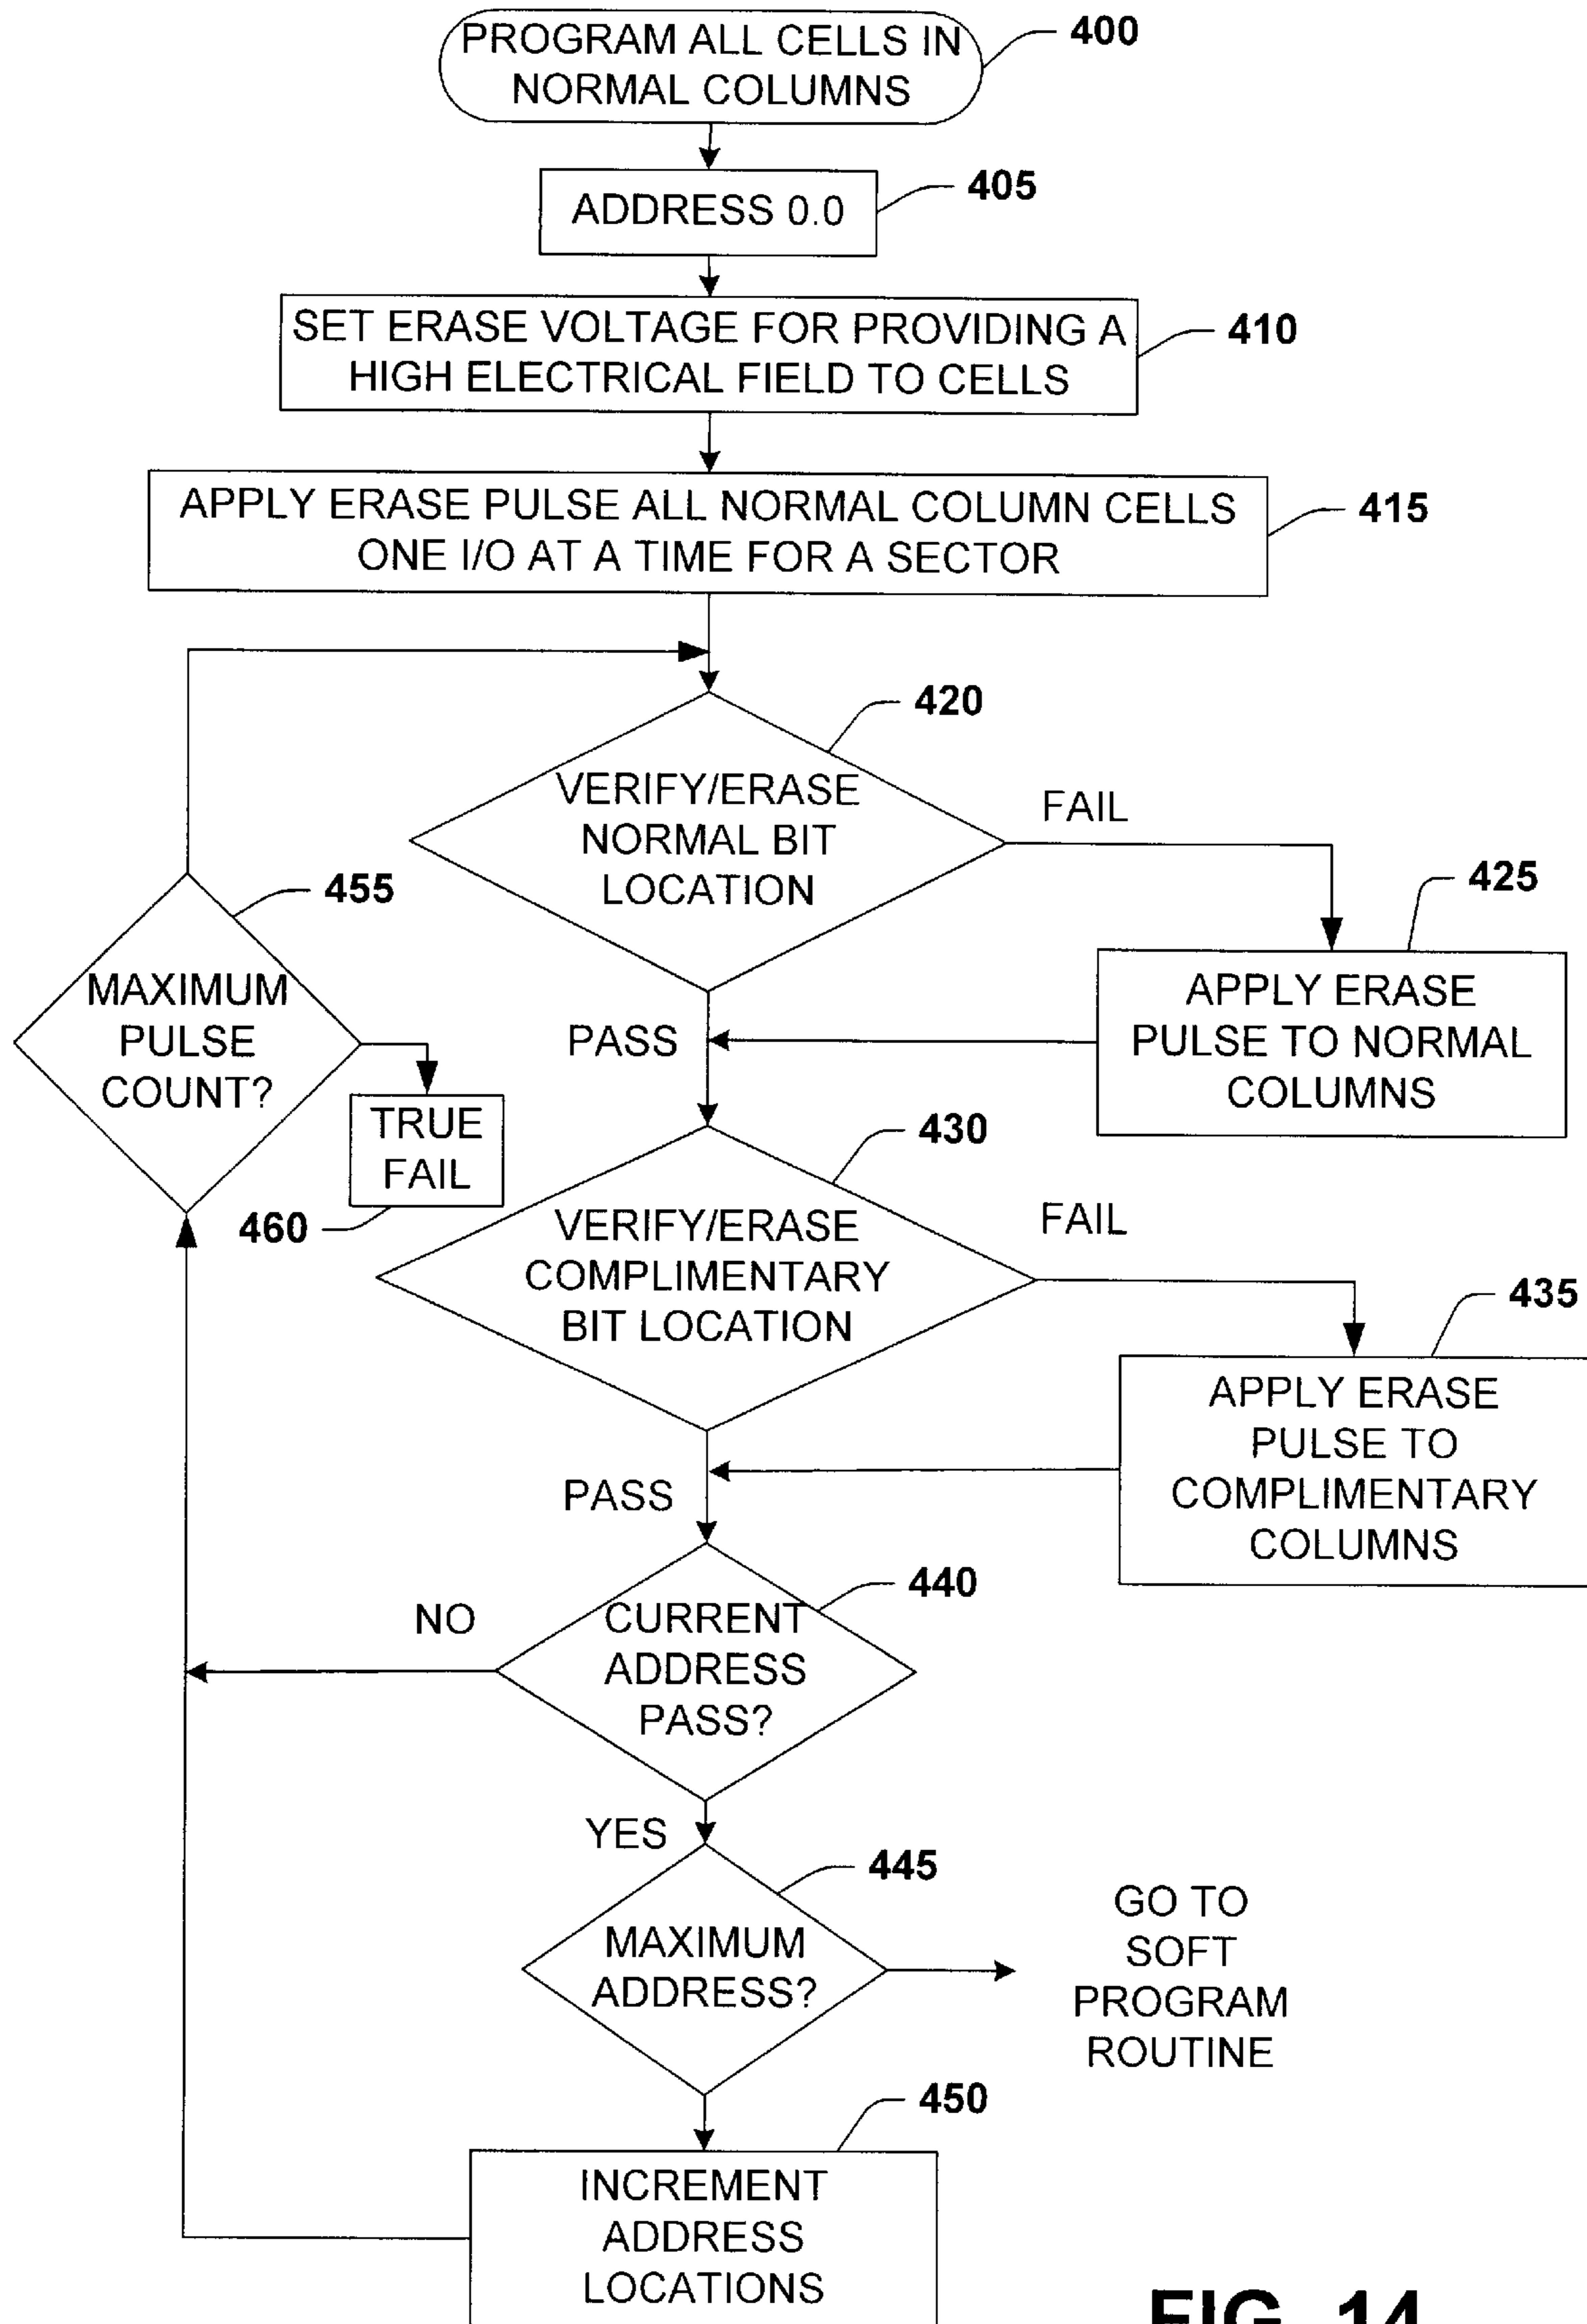 PROGRAM ALL CELLS IN
NORMAL COLUMNS
400
ADDRESS 0.0
405
SET ERASE VOLTAGE FOR PROVIDING A
HIGH ELECTRICAL FIELD TO CELLS
410
APPLY ERASE PULSE ALL NORMAL COLUMN CELLS
ONE I/O AT A TIME FOR A SECTOR
415
VERIFY/ERASE
NORMAL BIT
LOCATION
420
FAIL
APPLY ERASE
PULSE TO NORMAL
COLUMNS
425
MAXIMUM
PULSE
COUNT?
455
TRUE
FAIL
460
PASS
VERIFY/ERASE
COMPLIMENTARY
BIT LOCATION
430
FAIL
APPLY ERASE
PULSE TO
COMPLIMENTARY
COLUMNS
435
PASS
CURRENT
ADDRESS
PASS?
440
NO
YES
MAXIMUM
ADDRESS?
445
GO TO
SOFT
PROGRAM
ROUTINE
INCREMENT
ADDRESS
LOCATIONS
450
FIG. 14